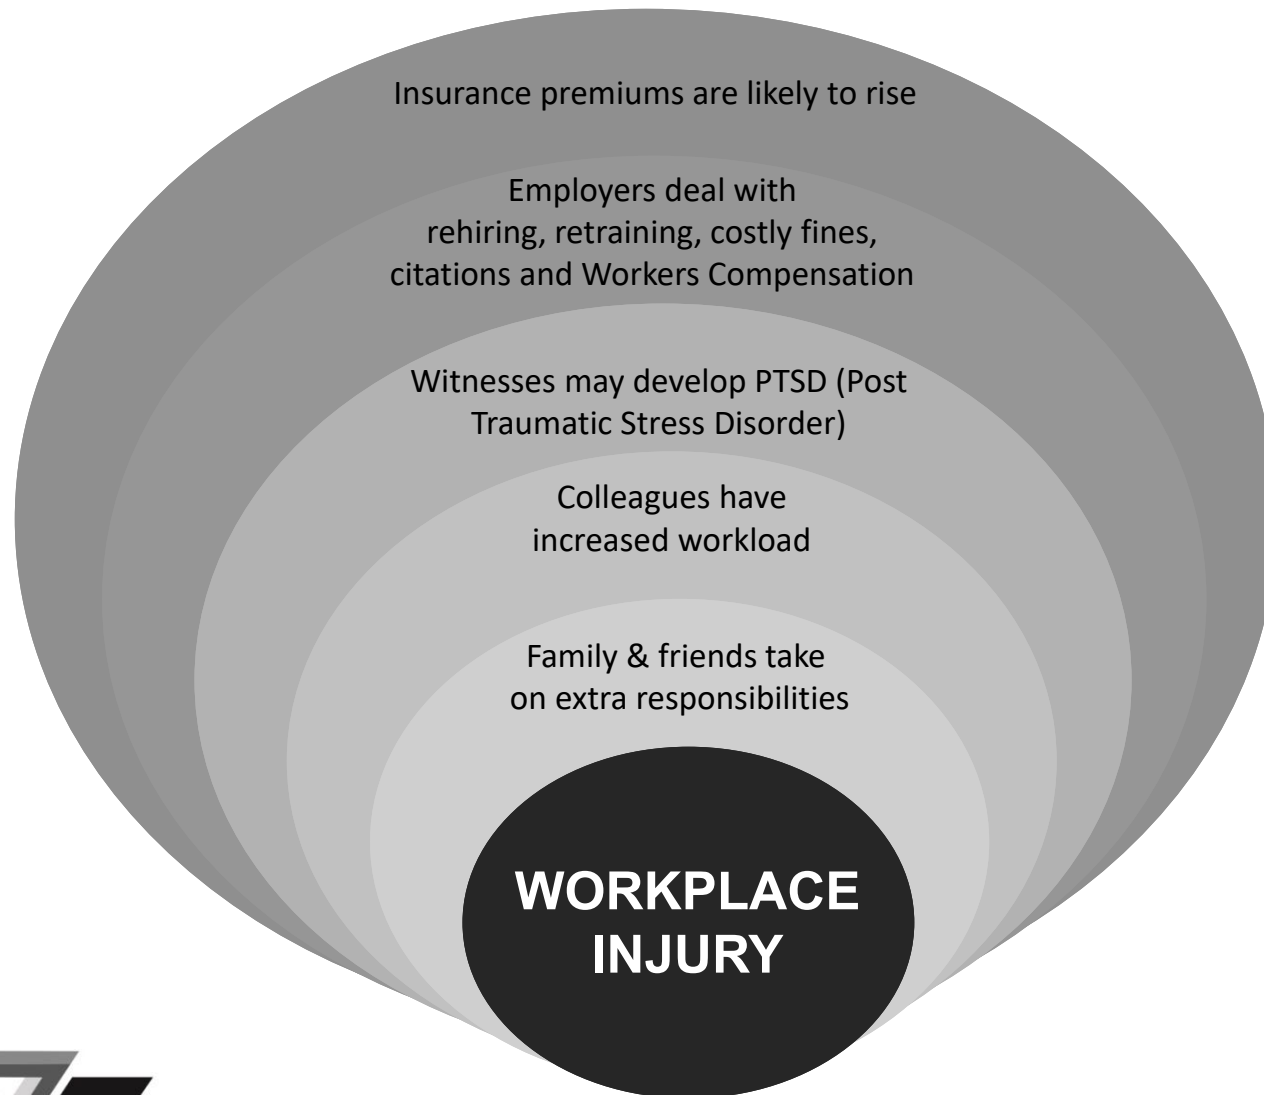 Insurance premiums are likely to rise
Employers deal with
rehiring, retraining, costly fines,
citations and Workers Compensation
Witnesses may develop PTSD (Post
Traumatic Stress Disorder)
Colleagues have
increased workload
Family & friends take
on extra responsibilities
WORKPLACE
INJURY